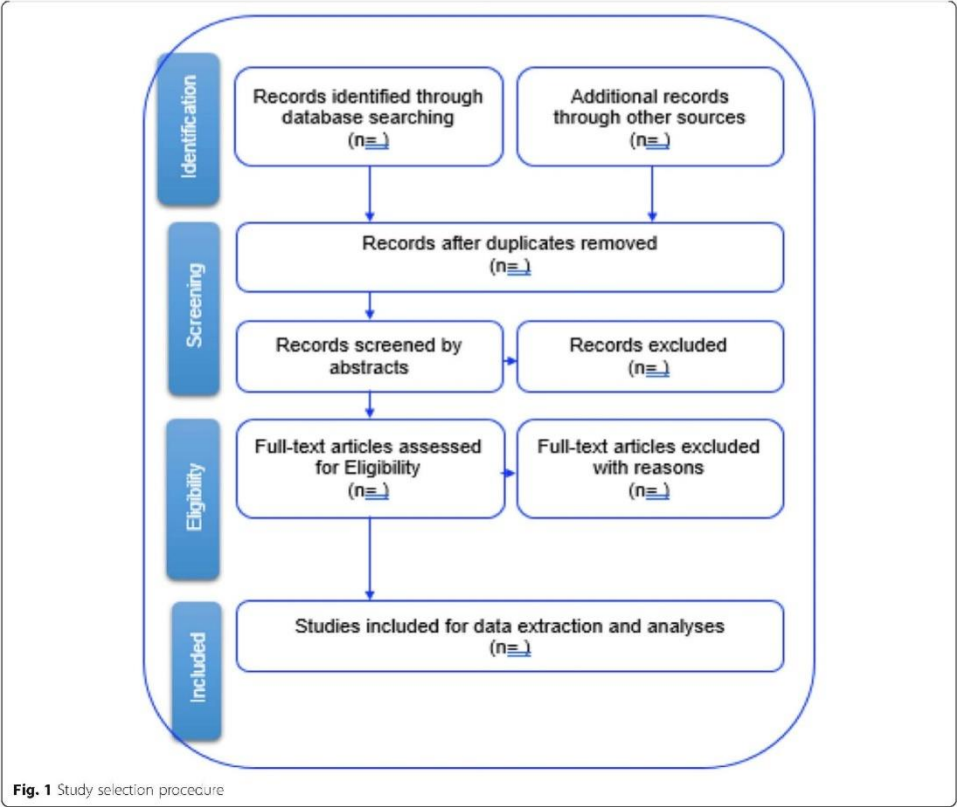 Identification
Records identified through
database searching
(n= )
Additional records
through other sources
(n= )
Screening
Records after duplicates removed
(n= )
Records screened by
abstracts
Records excluded
(n= )
Eligibility
Full-text articles assessed
for Eligibility
(n= )
Full-text articles excluded
with reasons
(n= )
Included
Studies included for data extraction and analyses
(n= )
Fig. 1 Study selection procedure